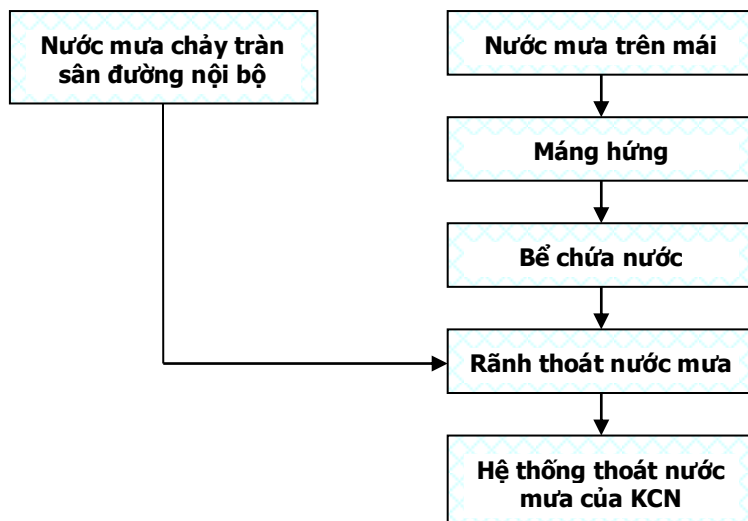 Nước mưa chảy tràn
sân đường nội bộ
Nước mưa trên mái
Máng hứng
Bể chứa nước
Rãnh thoát nước mưa
Hệ thống thoát nước
mưa của KCN